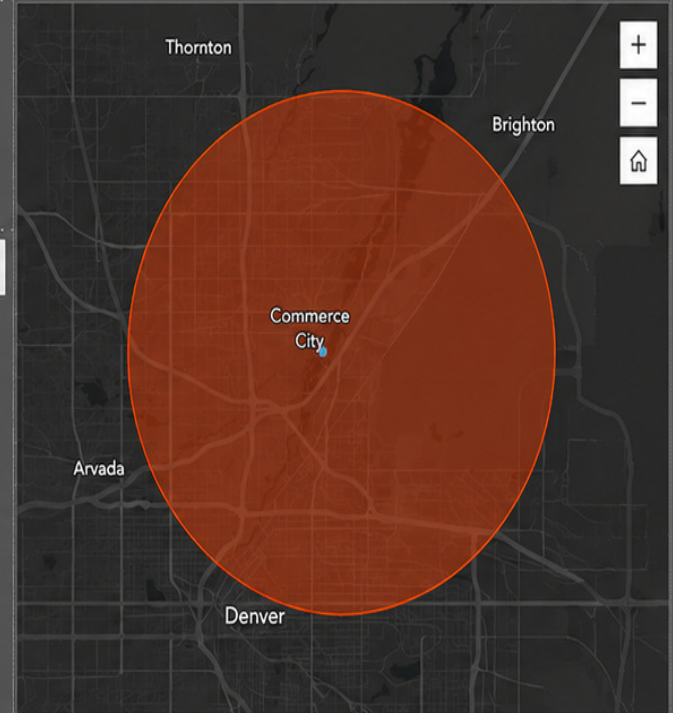 Thornton
+
−
Brighton
Commerce
City
Arvada
Denver